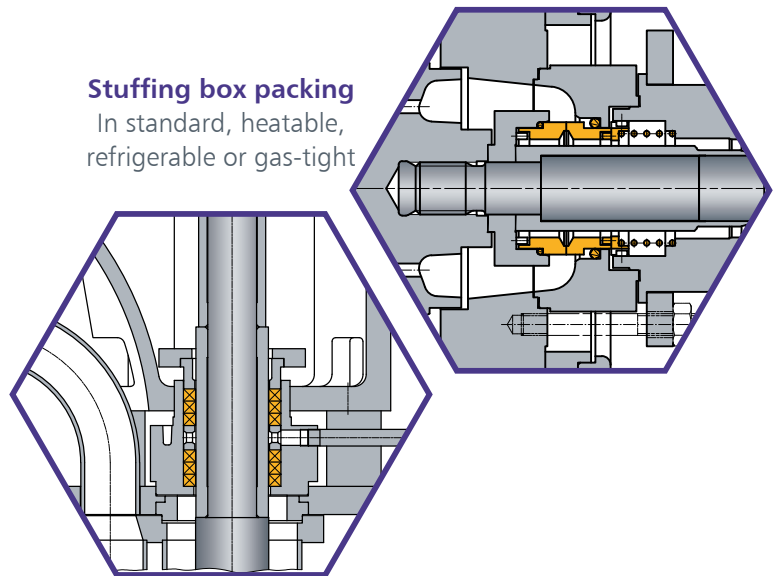 Stuffing box packing
In standard, heatable,
refrigerable or gas-tight